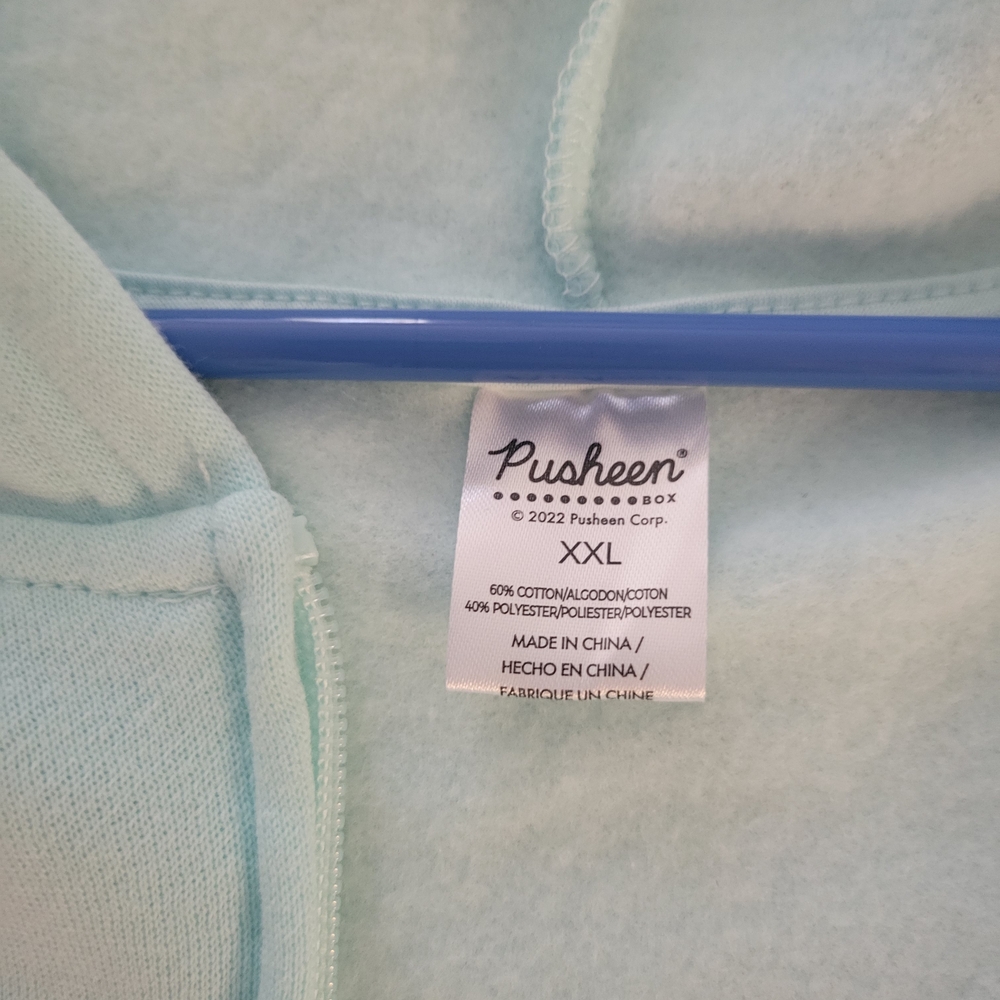 Pusheen®
BOX
© 2022 Pusheen Corp.
XXL
60% COTTON/ALGODON/COTON
40% POLYESTER/POLIESTER/POLYESTER
MADE IN CHINA /
HECHO EN CHINA /
FABRIQUE UN CHINE